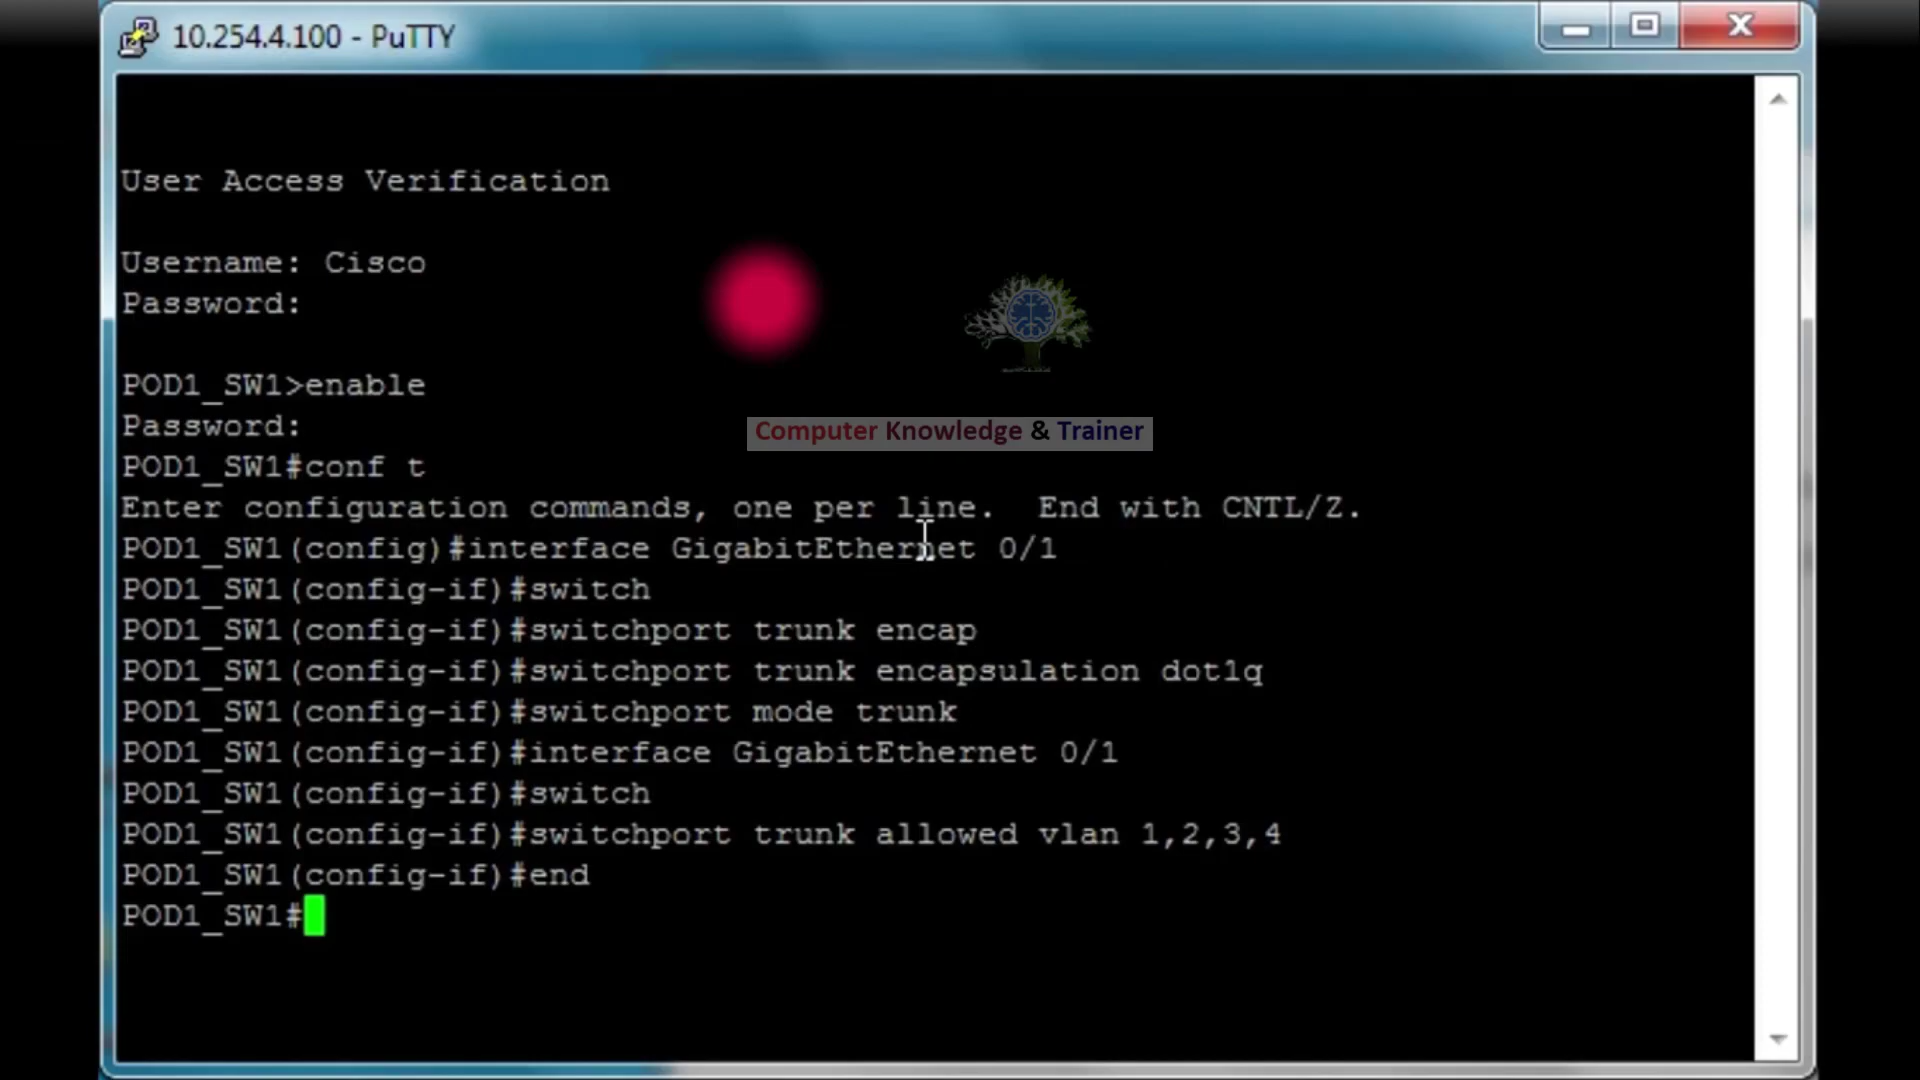 10.254.4.100 - PuTTY
User Access Verification
Username: Cisco
Password:
POD1_SW1>enable
Password:
Computer Knowledge & Trainer
POD1_SW1#conf t
Enter configuration commands, one per line.  End with CNTL/Z.
POD1_SW1(config)#interface GigabitEthernet 0/1
POD1_SW1(config-if)#switch
POD1_SW1(config-if)#switchport trunk encap
POD1_SW1(config-if)#switchport trunk encapsulation dot1q
POD1_SW1(config-if)#switchport mode trunk
POD1_SW1(config-if)#interface GigabitEthernet 0/1
POD1_SW1(config-if)#switch
POD1_SW1(config-if)#switchport trunk allowed vlan 1,2,3,4
POD1_SW1(config-if)#end
POD1_SW1#